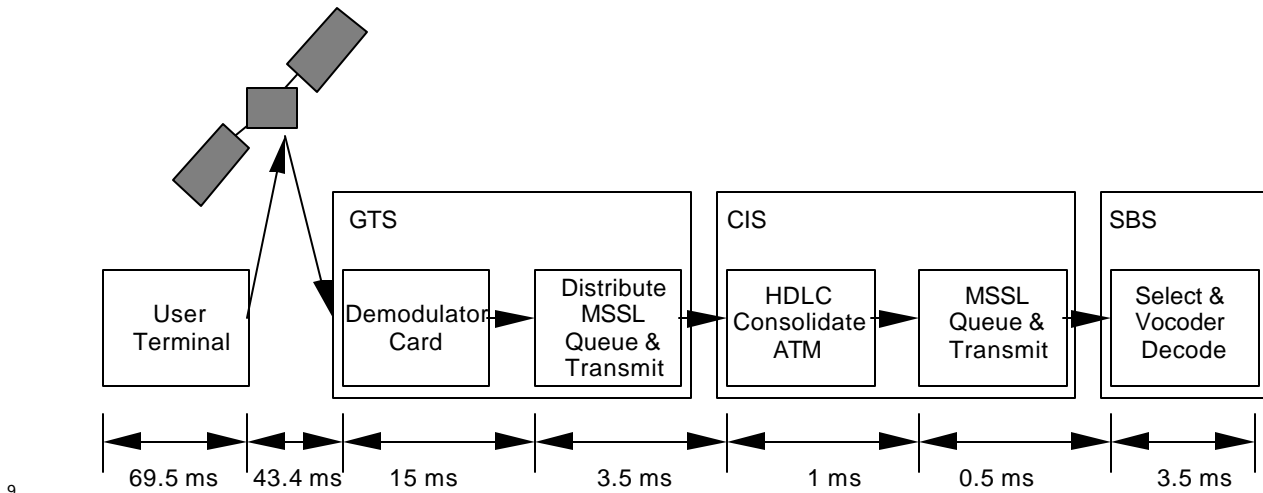 GTS
CIS
SBS
User
Terminal
Demodulator
Card
Distribute
MSSL
Queue &
Transmit
HDLC
Consolidate
ATM
MSSL
Queue &
Transmit
Select &
Vocoder
Decode
69.5 ms
43.4 ms
15 ms
3.5 ms
1 ms
0.5 ms
3.5 ms
9